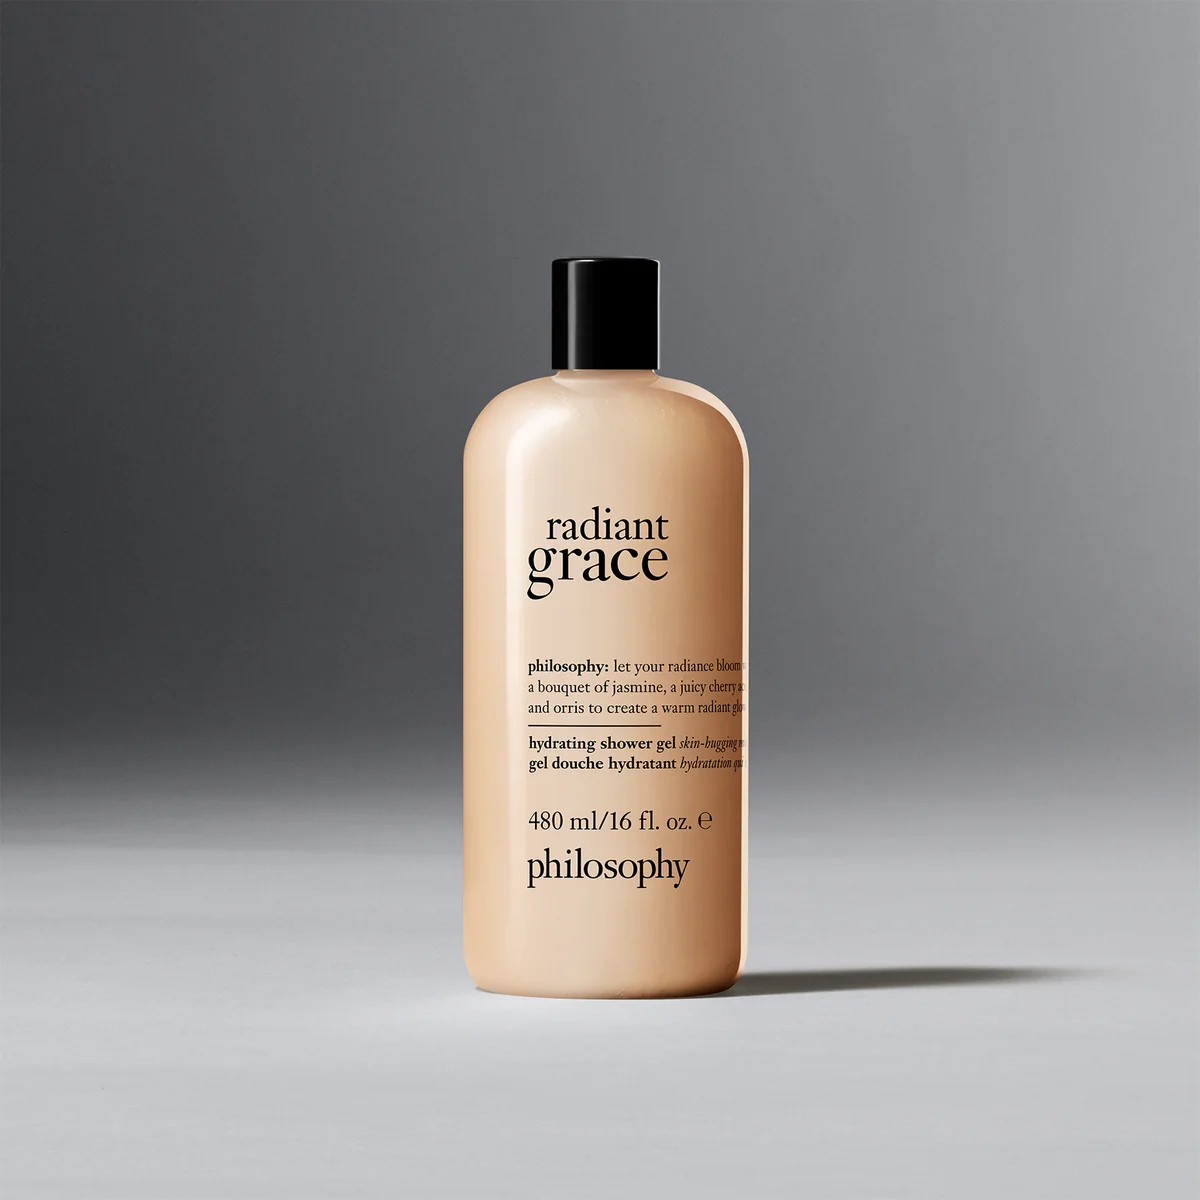 radiant
grace
philosophy: let your radiance bloom
a bouquet of jasmine, a juicy cherry
and orris to create a warm radiant
hydrating shower gel skin-hugging
gel douche hydratant hydratation
480 ml/16 fl. oz. ℮
philosophy